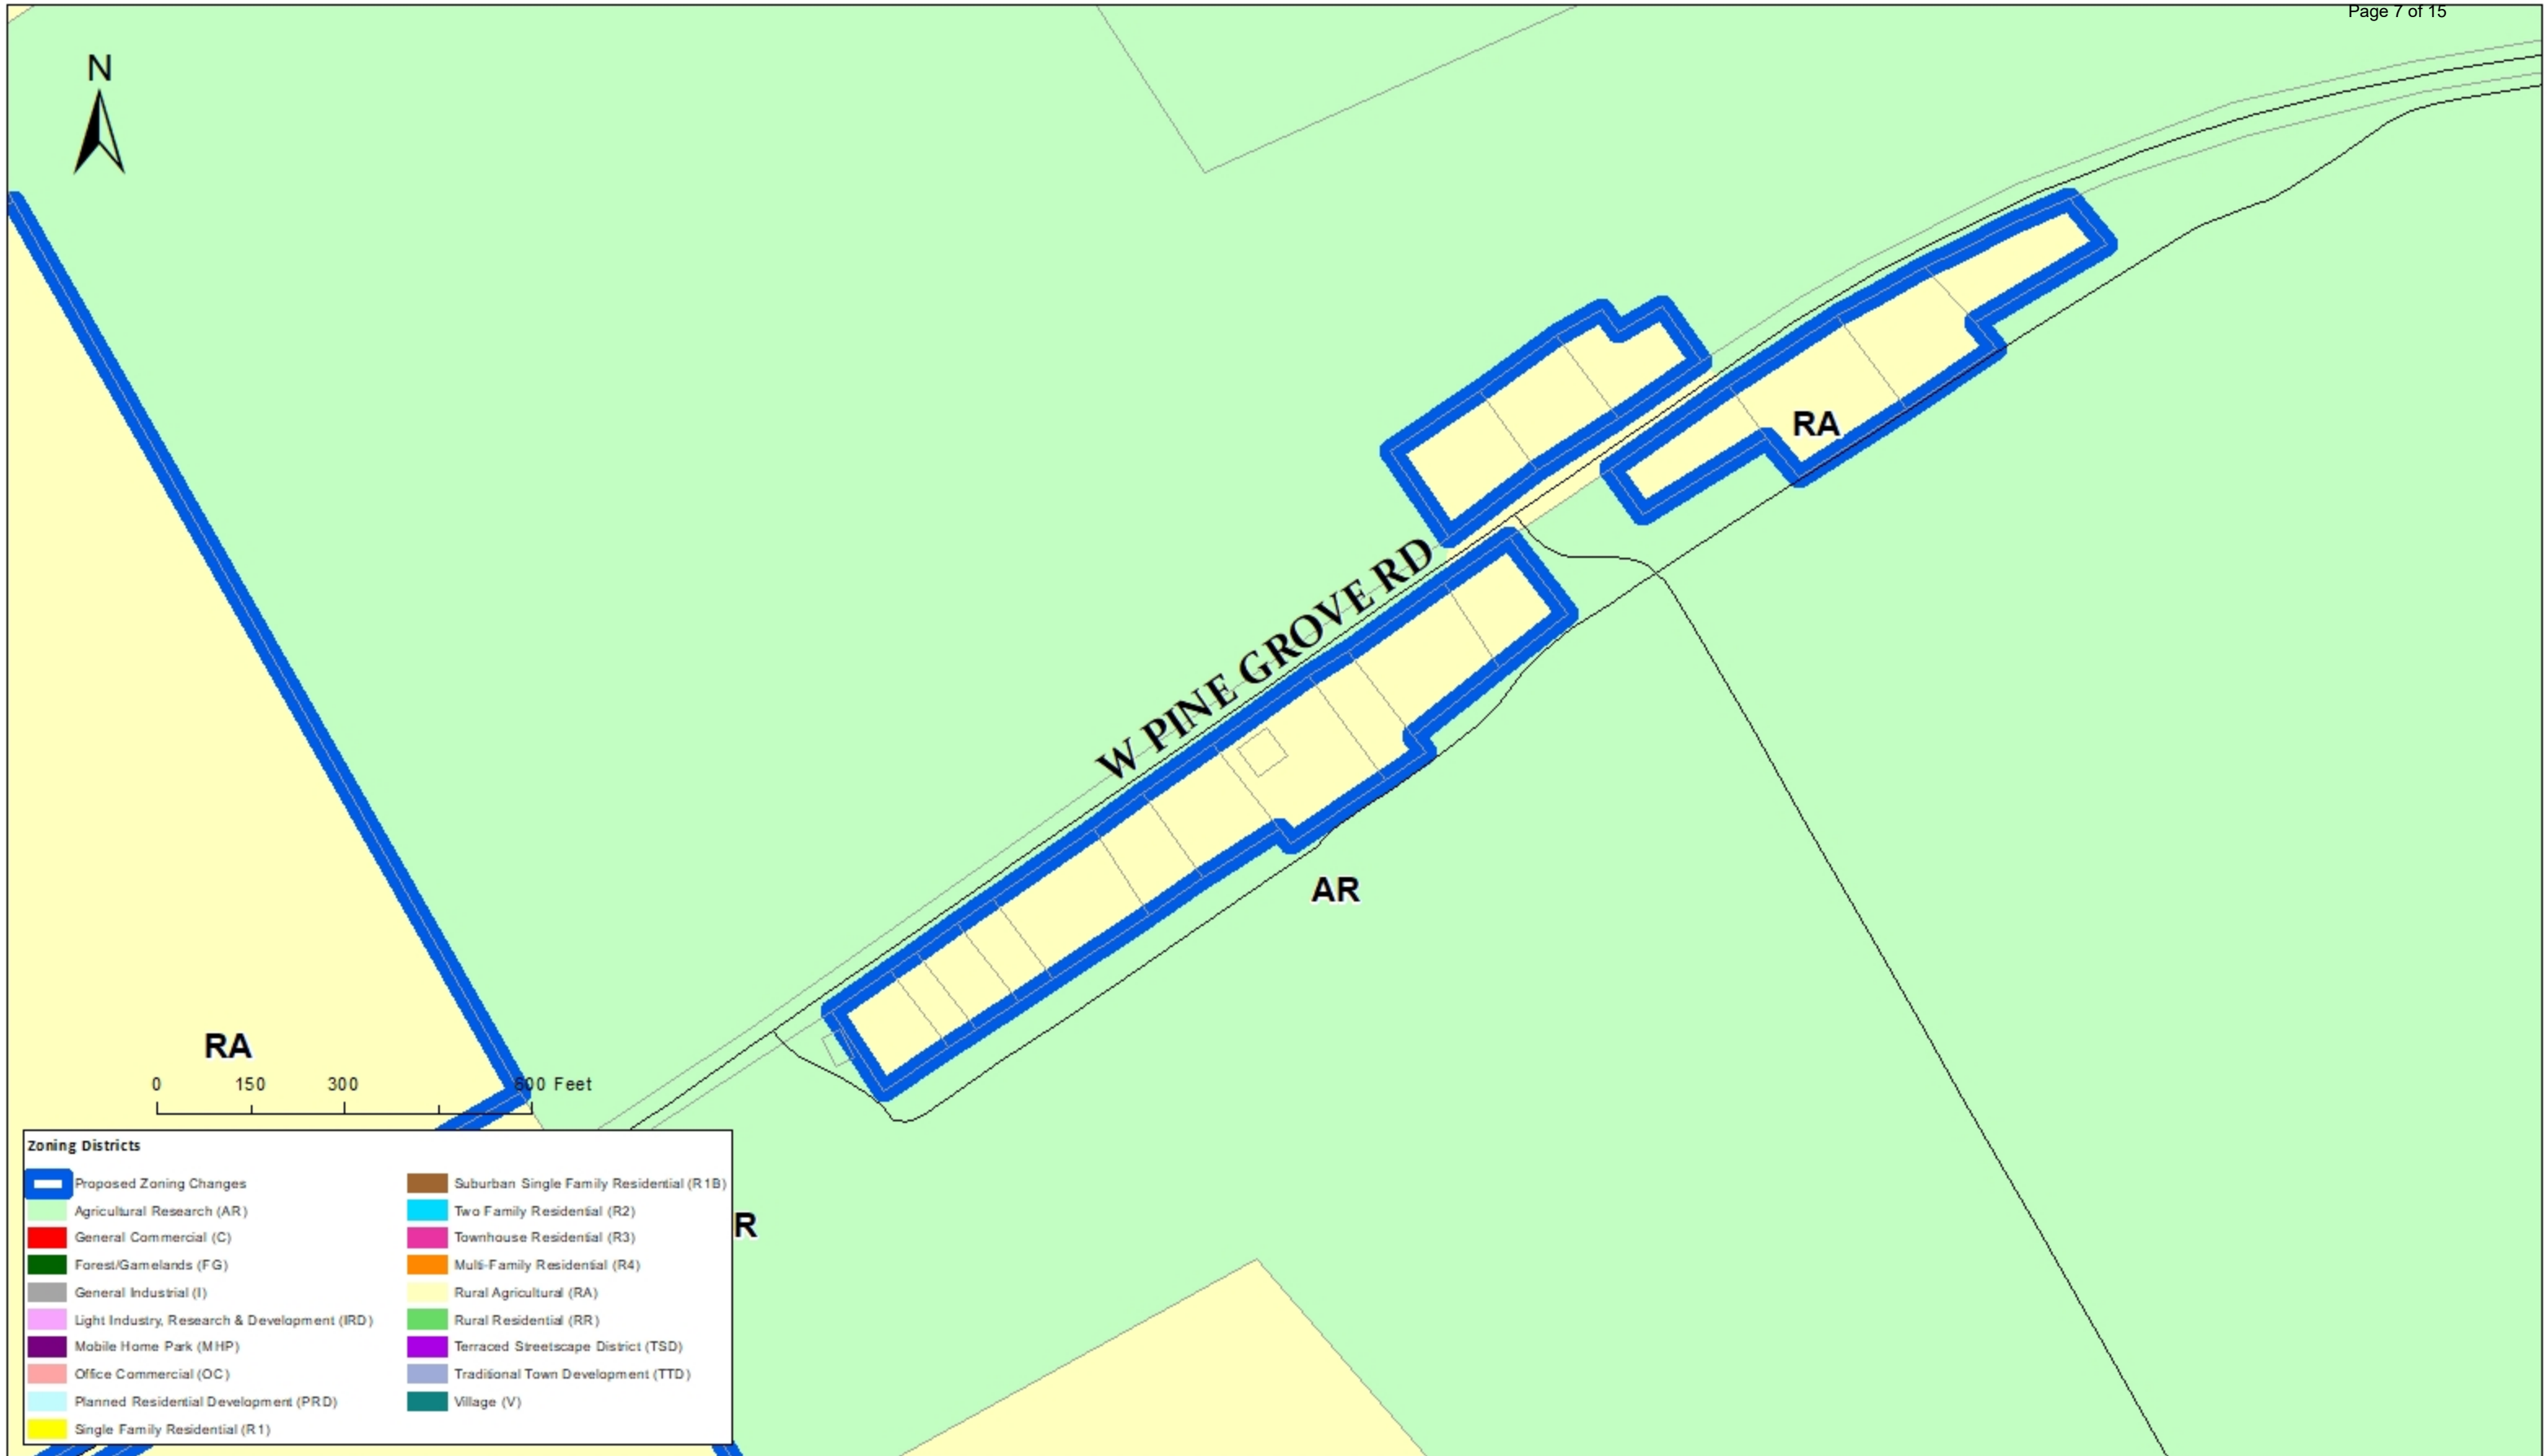 Page 7 of 15
N
RA
W PINE GROVE RD
AR
RA
0 150 300 600 Feet
R
Zoning Districts
Proposed Zoning Changes
Agricultural Research (AR)
General Commercial (C)
Forest/Gamelands (FG)
General Industrial (I)
Light Industry, Research & Development (IRD)
Mobile Home Park (MHP)
Office Commercial (OC)
Planned Residential Development (PRD)
Single Family Residential (R1)
Suburban Single Family Residential (R1B)
Two Family Residential (R2)
Townhouse Residential (R3)
Multi-Family Residential (R4)
Rural Agricultural (RA)
Rural Residential (RR)
Terraced Streetscape District (TSD)
Traditional Town Development (TTD)
Village (V)